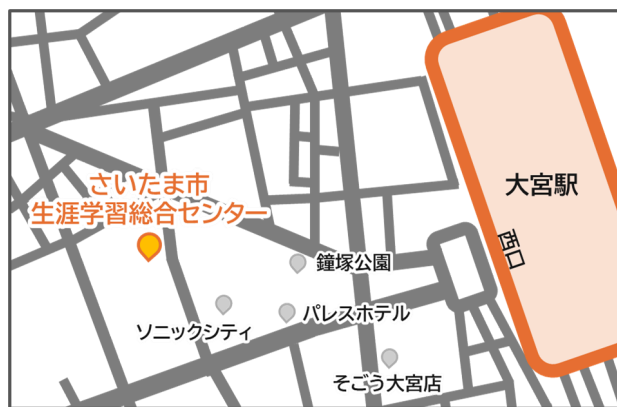 さいたま市
生涯学習総合センター
大宮駅
西口
鐘塚公園
パレスホテル
ソニックシティ
そごう大宮店